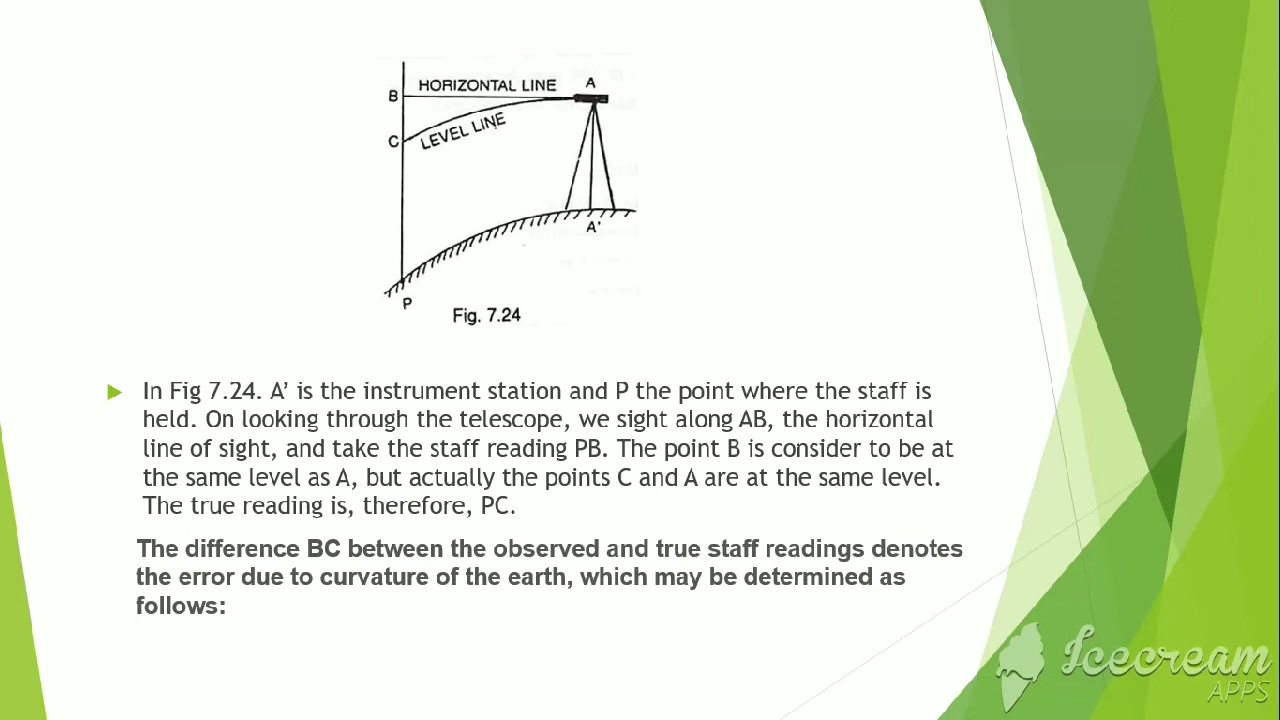 HORIZONTAL LINE
A
B
C
LEVEL LINE
A'
P
Fig. 7.24
In Fig 7.24. A’ is the instrument station and P the point where the staff is
held. On looking through the telescope, we sight along AB, the horizontal
line of sight, and take the staff reading PB. The point B is consider to be at
the same level as A, but actually the points C and A are at the same level.
The true reading is, therefore, PC.
The difference BC between the observed and true staff readings denotes
the error due to curvature of the earth, which may be determined as
follows:
Icecream
APPS